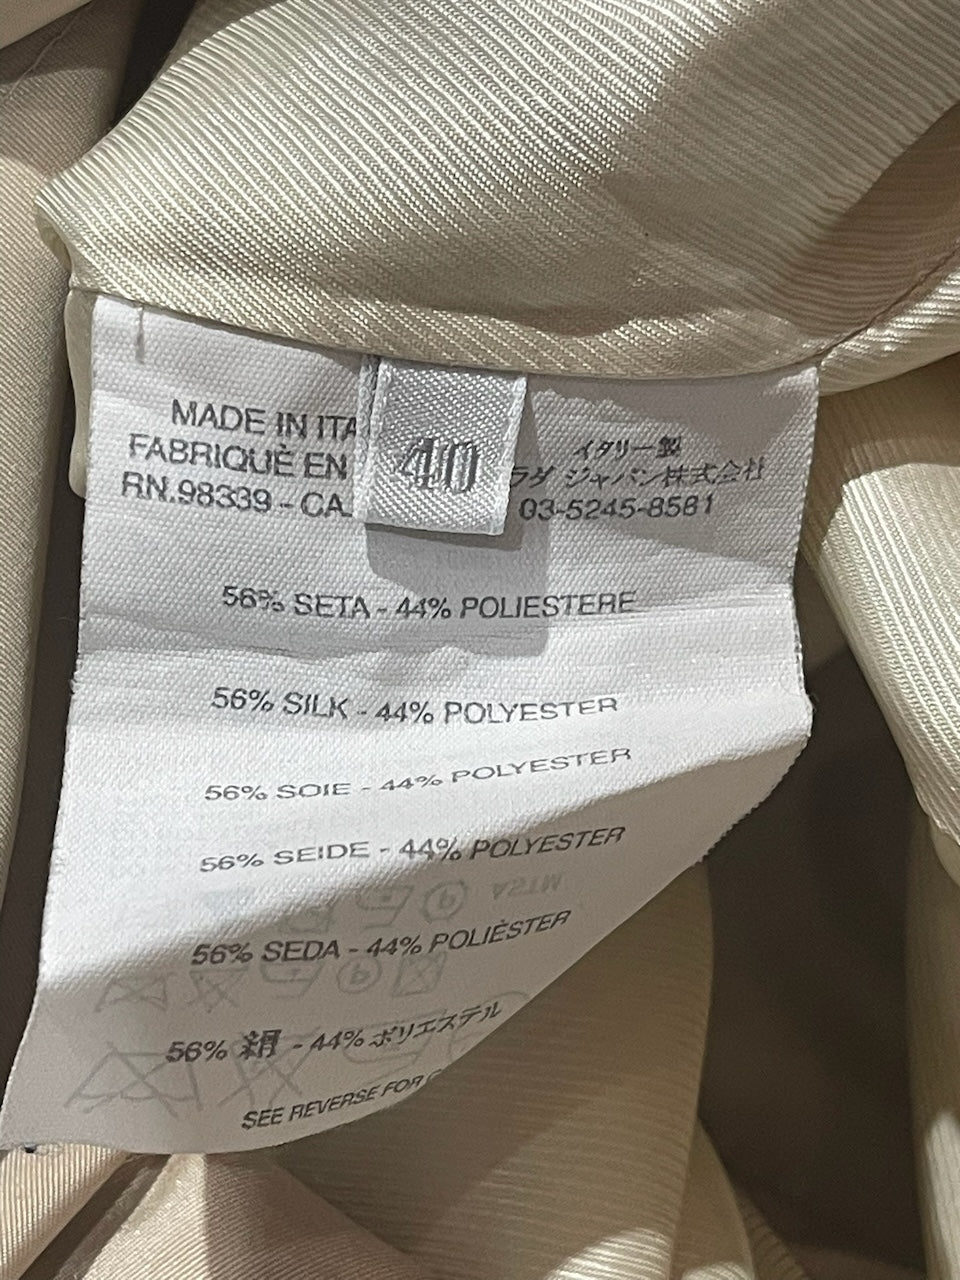 MADE IN ITA
FABRIQUÈ EN
RN.98339 - CA.
40
イタリー製
ラダ ジャパン株式会社
03-5245-8581
56% SETA - 44% POLIESTERE
56% SILK - 44% POLYESTER
56% SOIE - 44% POLYESTER
56% SEIDE - 44% POLYESTER
56% SEDA - 44% POLIÈSTER
56% 絹 - 44% ポリエステル
SEE REVERSE FOR